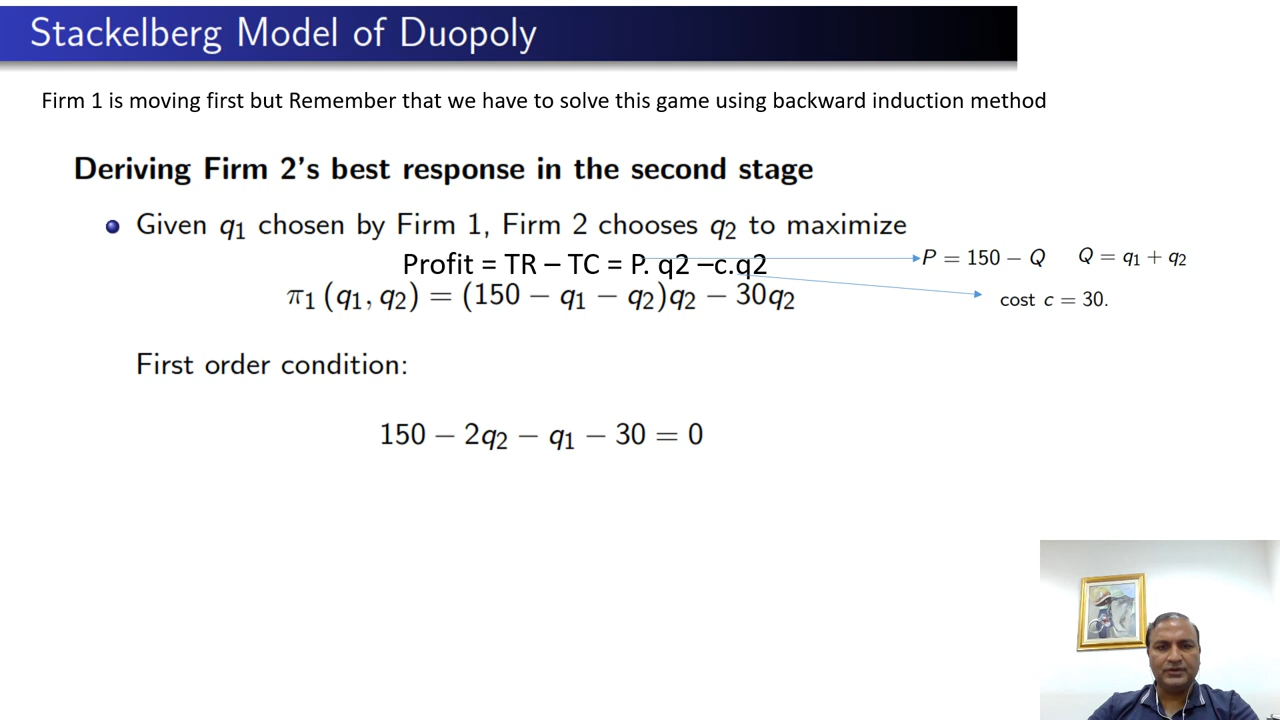 Stackelberg Model of Duopoly
Firm 1 is moving first but Remember that we have to solve this game using backward induction method
Deriving Firm 2's best response in the second stage
Given q₁ chosen by Firm 1, Firm 2 chooses q₂ to maximize
Profit = TR – TC = P. q2 –c.q2
P = 150 − Q Q = q₁ + q₂
π₁ (q₁, q₂) = (150 − q₁ − q₂)q₂ − 30q₂
cost c = 30.
First order condition:
150 − 2q₂ − q₁ − 30 = 0